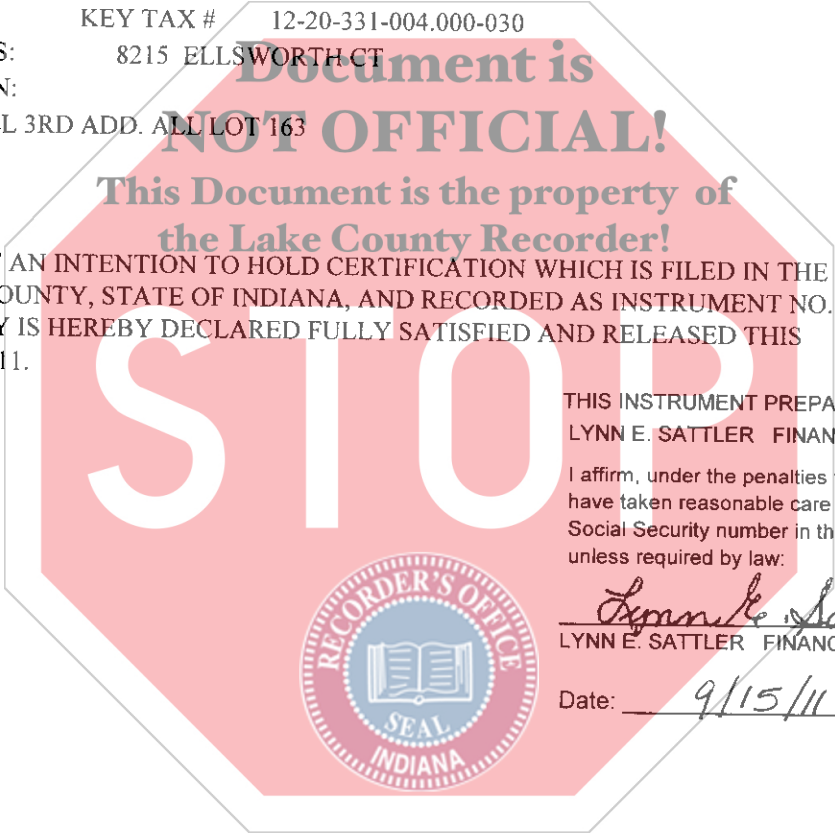 KEY TAX # 12-20-331-004.000-030
S: 8215 ELLSWORTH CT
N:
L 3RD ADD. ALL LOT 163
Document is
NOT OFFICIAL!
This Document is the property of
the Lake County Recorder!
AN INTENTION TO HOLD CERTIFICATION WHICH IS FILED IN THE
OUNTY, STATE OF INDIANA, AND RECORDED AS INSTRUMENT NO.
Y IS HEREBY DECLARED FULLY SATISFIED AND RELEASED THIS
11.
STOP
THIS INSTRUMENT PREPA
LYNN E. SATTLER FINAN
I affirm, under the penalties
have taken reasonable care
Social Security number in th
unless required by law:
Lynn E. Sa
LYNN E. SATTLER FINANC
Date: 9/15/11
RECORDER'S OFFICE
SEAL
INDIANA